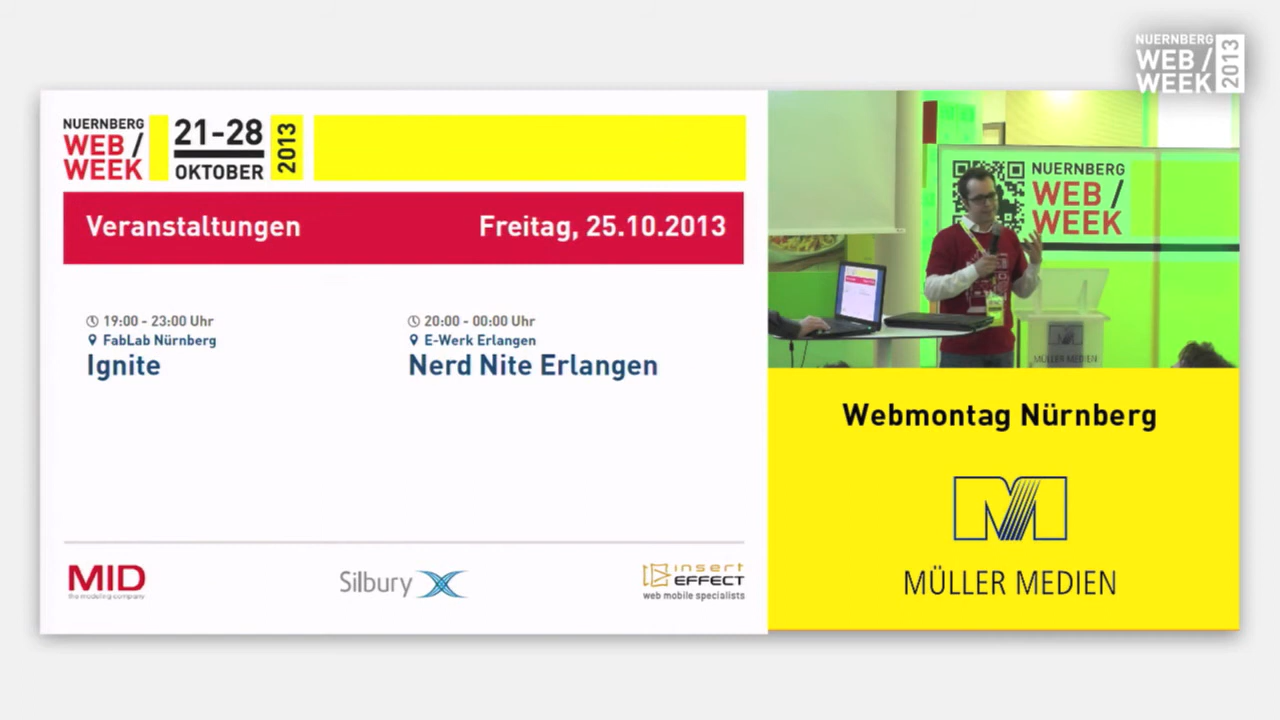 NUERNBERG
WEB /
WEEK
2013
NUERNBERG
WEB /
WEEK
21-28
OKTOBER
2013
Veranstaltungen
Freitag, 25.10.2013
19:00 - 23:00 Uhr
FabLab Nürnberg
Ignite
20:00 - 00:00 Uhr
E-Werk Erlangen
Nerd Nite Erlangen
MID
the modeling company
Silbury
insert
EFFECT
web mobile specialists
NUERNBERG
WEB /
WEEK
MÜLLER MEDIEN
Webmontag Nürnberg
MÜLLER MEDIEN